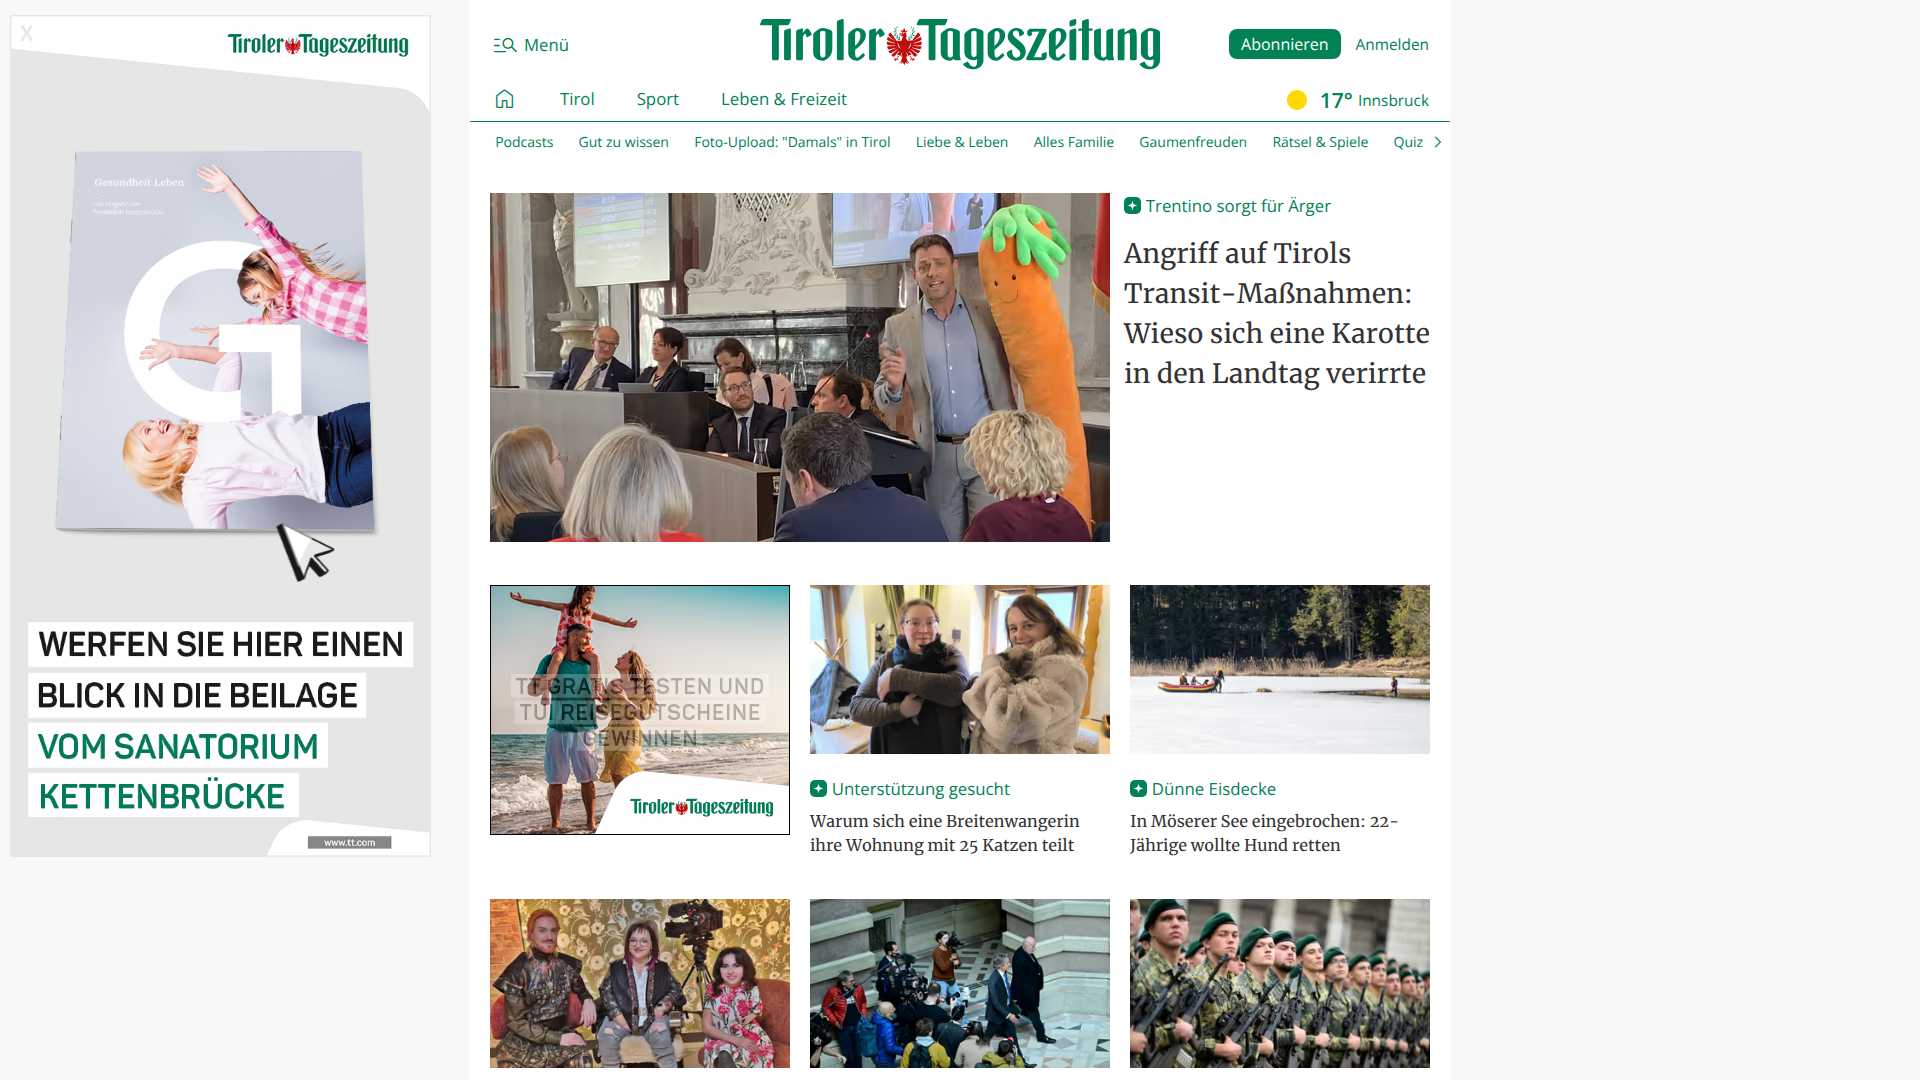 X
Tiroler Tageszeitung
Gesundheit Leben
G
WERFEN SIE HIER EINEN
BLICK IN DIE BEILAGE
VOM SANATORIUM
KETTENBRÜCKE
www.tt.com
Menü
Tiroler Tageszeitung
Abonnieren
Anmelden
Tirol
Sport
Leben & Freizeit
17° Innsbruck
Podcasts
Gut zu wissen
Foto-Upload: "Damals" in Tirol
Liebe & Leben
Alles Familie
Gaumenfreuden
Rätsel & Spiele
Quiz
Trentino sorgt für Ärger
Angriff auf Tirols
Transit-Maßnahmen:
Wieso sich eine Karotte
in den Landtag verirrte
TT GRATIS TESTEN UND
TUI REISEGUTSCHEINE
GEWINNEN
Tiroler Tageszeitung
Unterstützung gesucht
Warum sich eine Breitenwangerin
ihre Wohnung mit 25 Katzen teilt
Dünne Eisdecke
In Möserer See eingebrochen: 22-
Jährige wollte Hund retten